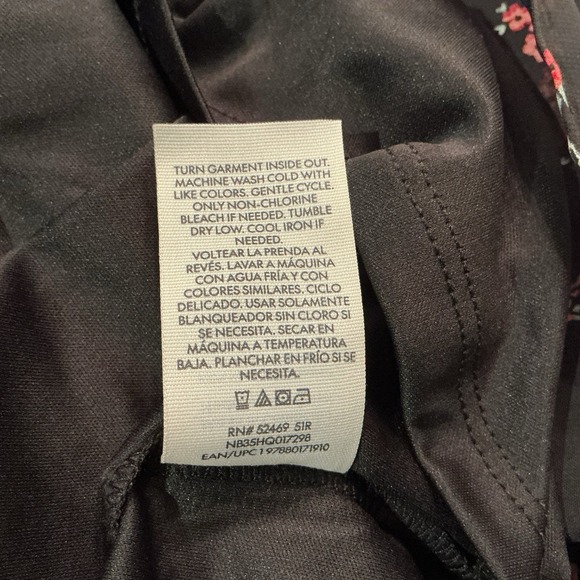 TURN GARMENT INSIDE OUT.
MACHINE WASH COLD WITH
LIKE COLORS. GENTLE CYCLE.
ONLY NON-CHLORINE
BLEACH IF NEEDED. TUMBLE
DRY LOW. COOL IRON IF
NEEDED.
VOLTEAR LA PRENDA AL
REVÉS. LAVAR A MÁQUINA
CON AGUA FRÍA Y CON
COLORES SIMILARES. CICLO
DELICADO. USAR SOLAMENTE
BLANQUEADOR SIN CLORO SI
SE NECESITA. SECAR EN
MÁQUINA A TEMPERATURA
BAJA. PLANCHAR EN FRÍO SI SE
NECESITA.
RN# 52469 51R
NB35HQ017298
EAN/UPC 197880171910